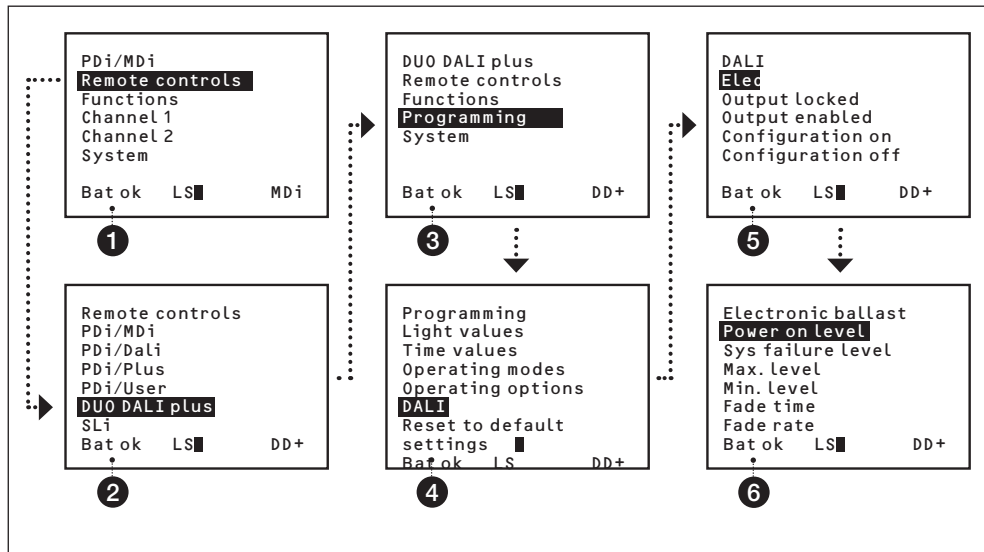 PDi/MDi
Remote controls
Functions
Channel 1
Channel 2
System
Bat ok LS MDi
1
Remote controls
PDi/MDi
PDi/Dali
PDi/Plus
PDi/User
DUO DALI plus
SLi
Bat ok LS DD+
2
DUO DALI plus
Remote controls
Functions
Programming
System
Bat ok LS DD+
3
Programming
Light values
Time values
Operating modes
Operating options
DALI
Reset to default
settings
Bat ok LS DD+
4
DALI
Elec
Output locked
Output enabled
Configuration on
Configuration off
Bat ok LS DD+
5
Electronic ballast
Power on level
Sys failure level
Max. level
Min. level
Fade time
Fade rate
Bat ok LS DD+
6